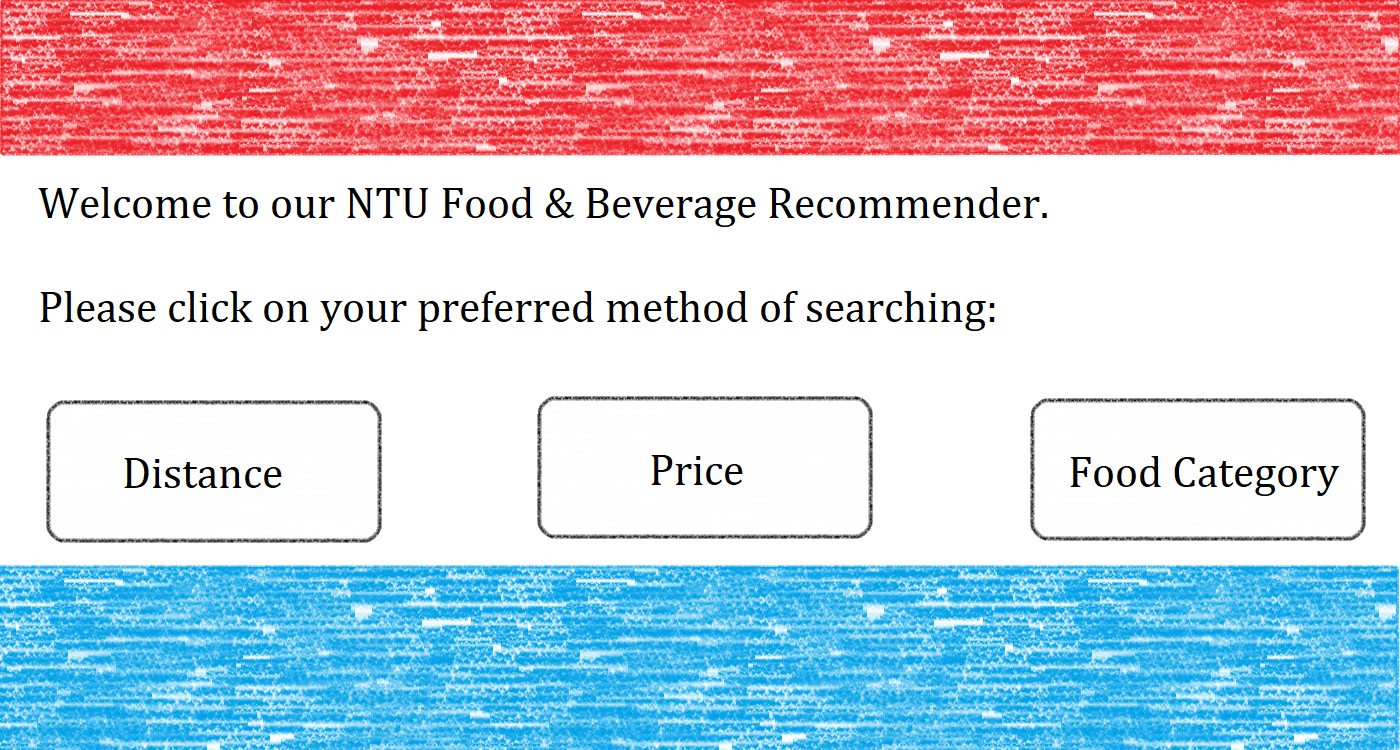 Welcome to our NTU Food & Beverage Recommender.
Please click on your preferred method of searching:
Distance
Price
Food Category